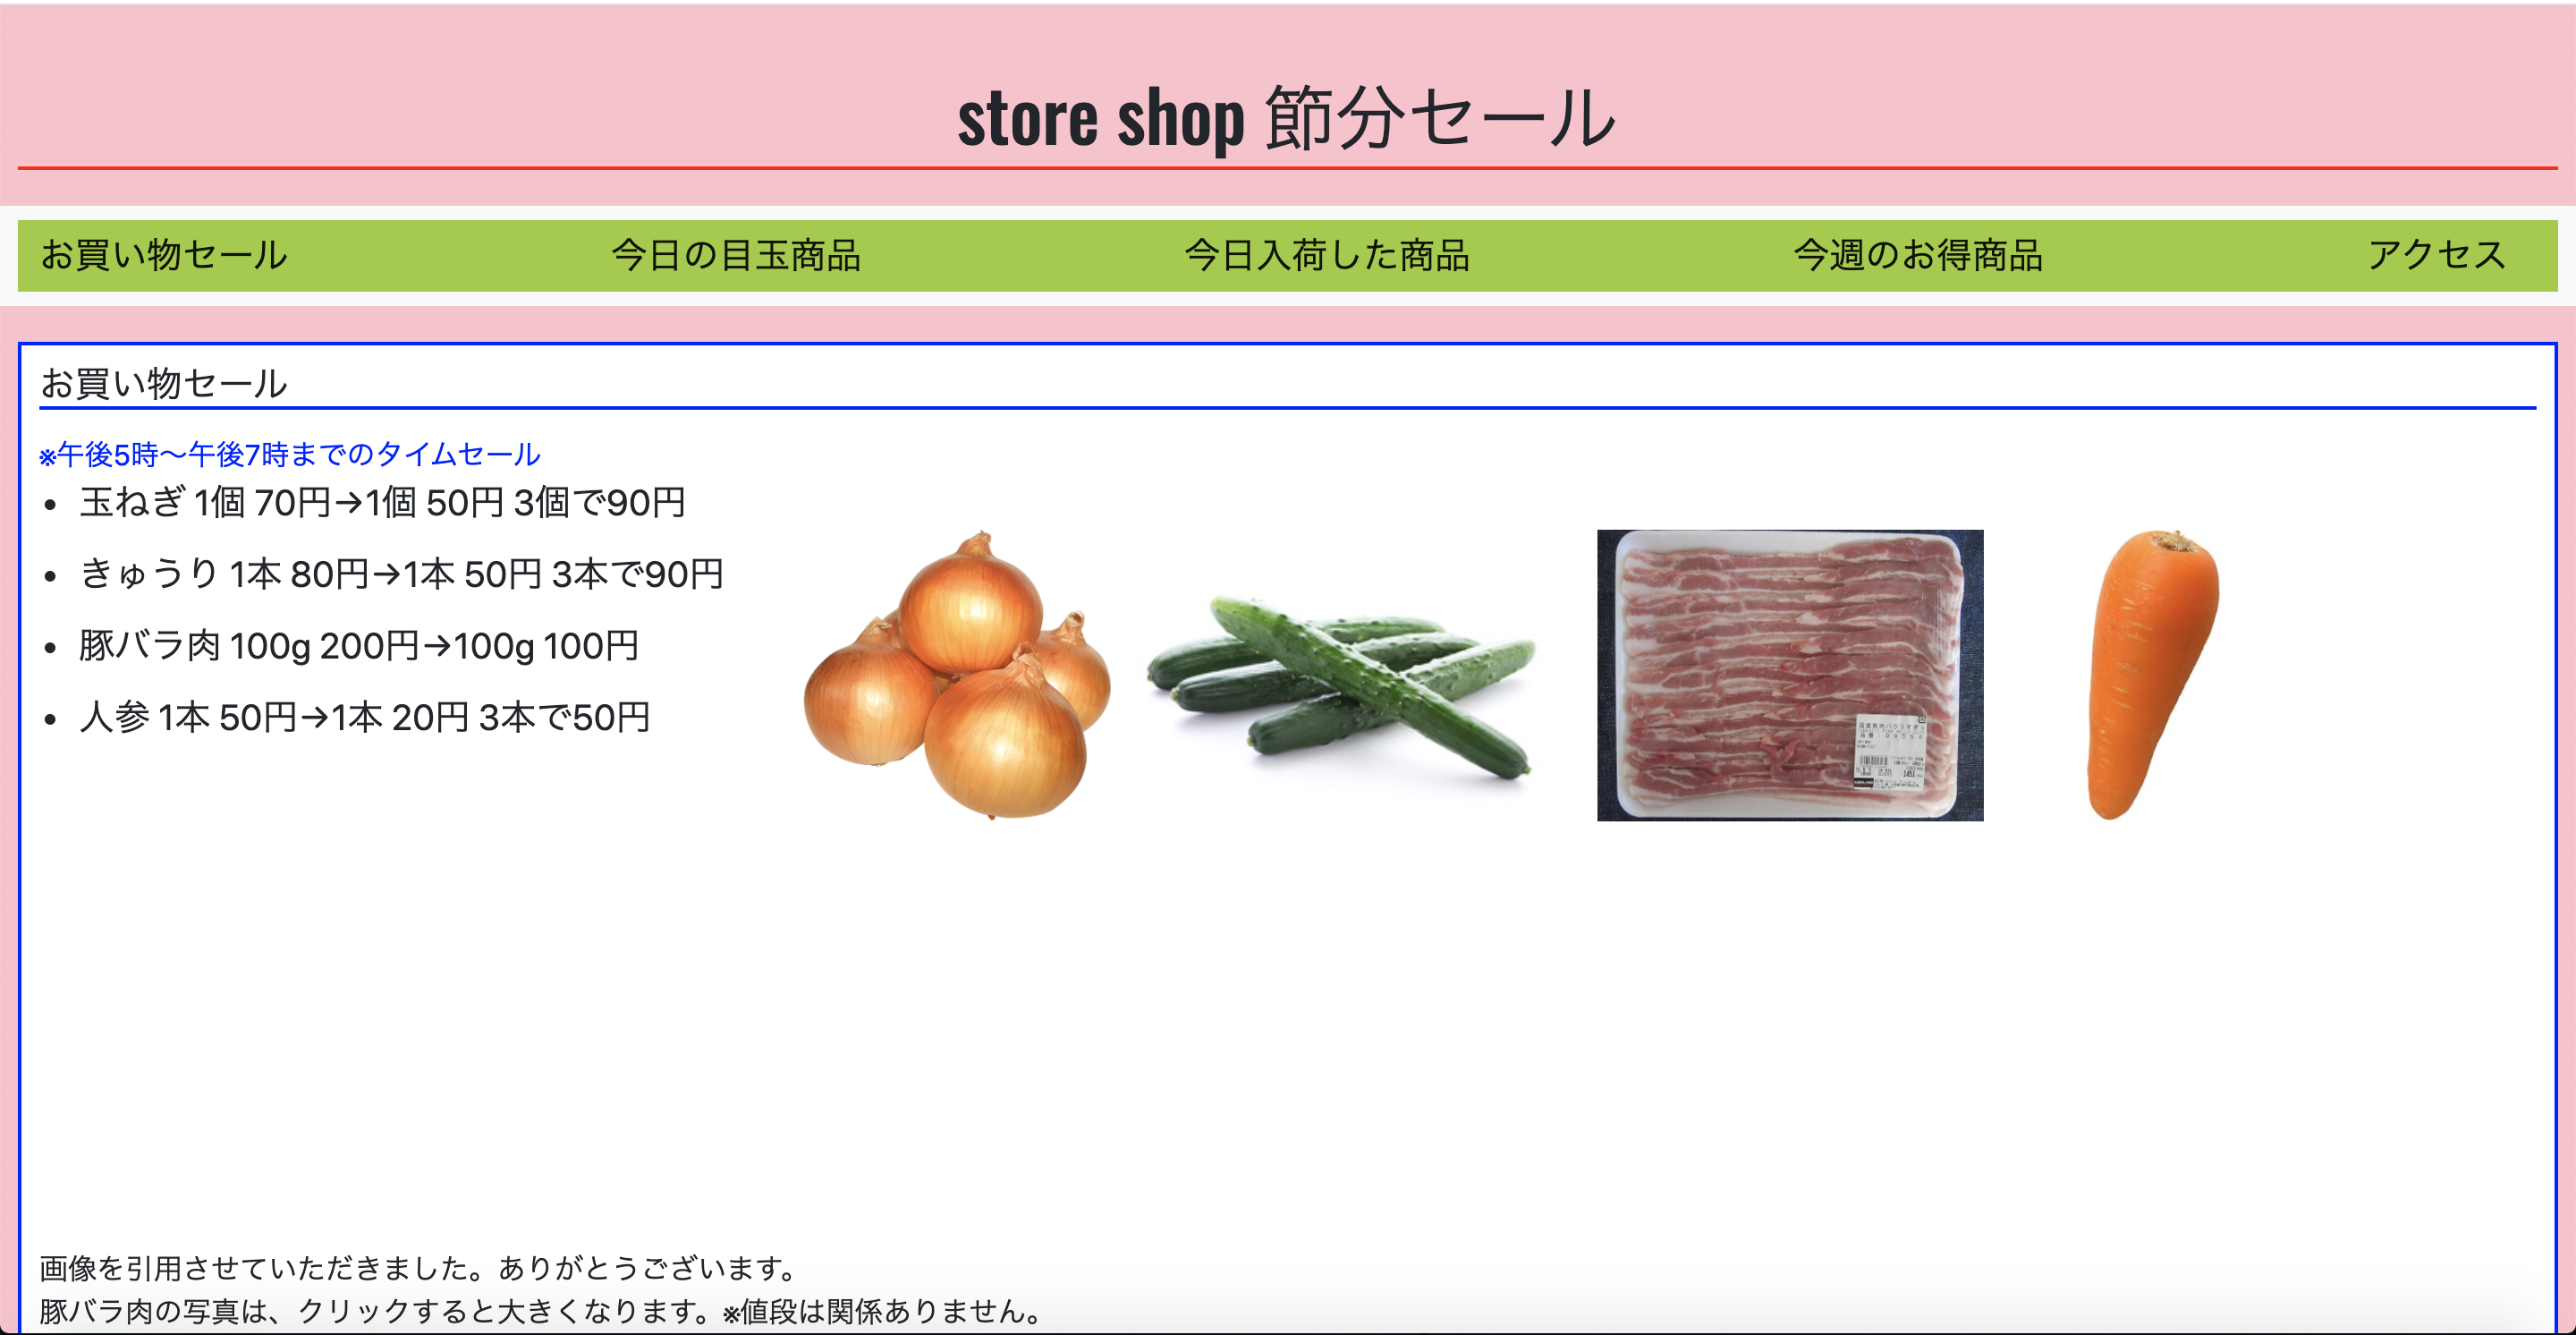 store shop 節分セール
お買い物セール 今日の目玉商品 今日入荷した商品 今週のお得商品 アクセス
お買い物セール
※午後5時〜午後7時までのタイムセール
• 玉ねぎ 1個 70円→1個 50円 3個で90円
• きゅうり 1本 80円→1本 50円 3本で90円
• 豚バラ肉 100g 200円→100g 100円
• 人参 1本 50円→1本 20円 3本で50円
画像を引用させていただきました。ありがとうございます。
豚バラ肉の写真は、クリックすると大きくなります。※値段は関係ありません。